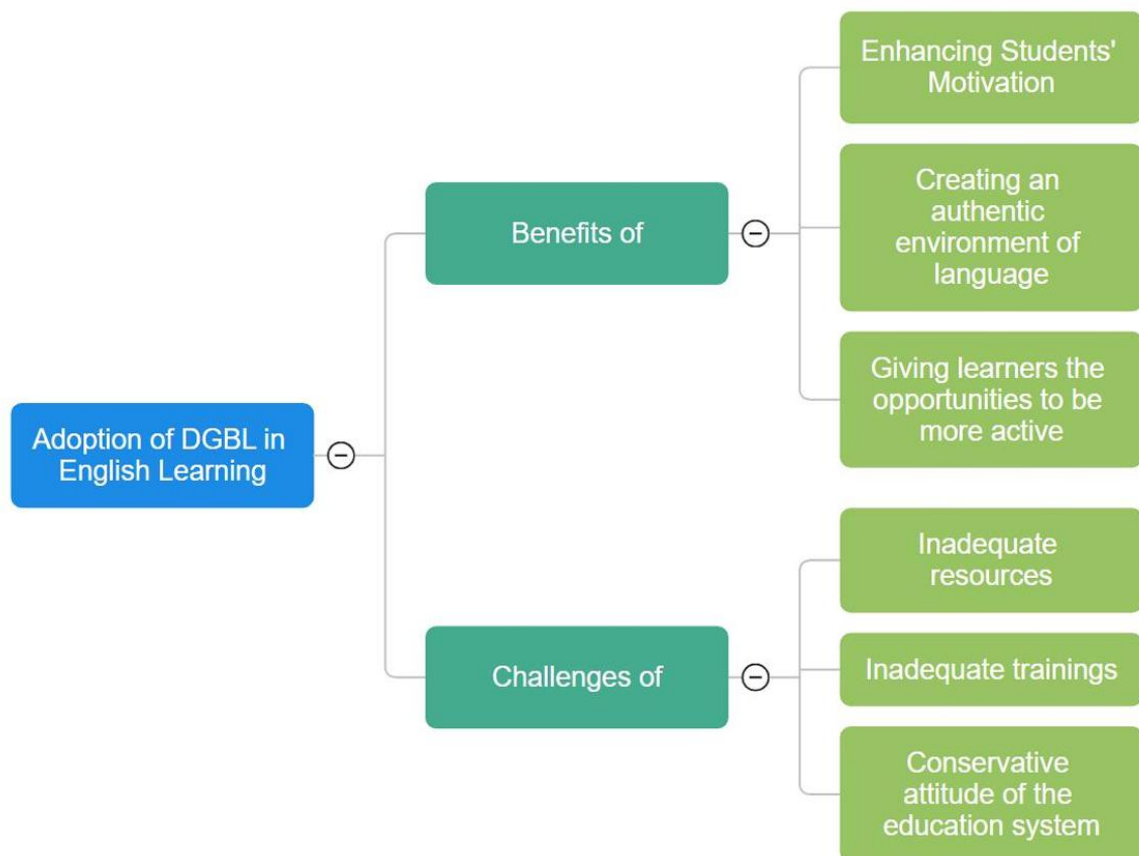 Adoption of DGBL in
English Learning
Benefits of
Enhancing Students'
Motivation
Creating an
authentic
environment of
language
Giving learners the
opportunities to be
more active
Challenges of
Inadequate
resources
Inadequate trainings
Conservative
attitude of the
education system